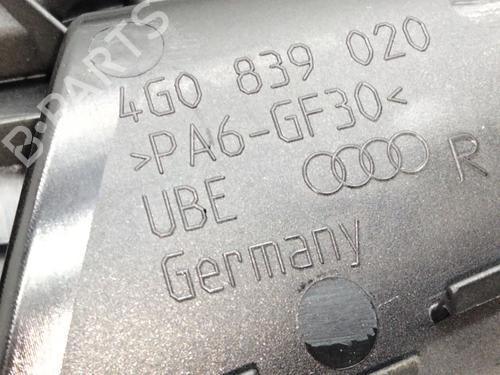 B-PARTS
4G0 839 020
>PA6-GF30<
UBE R
Germany